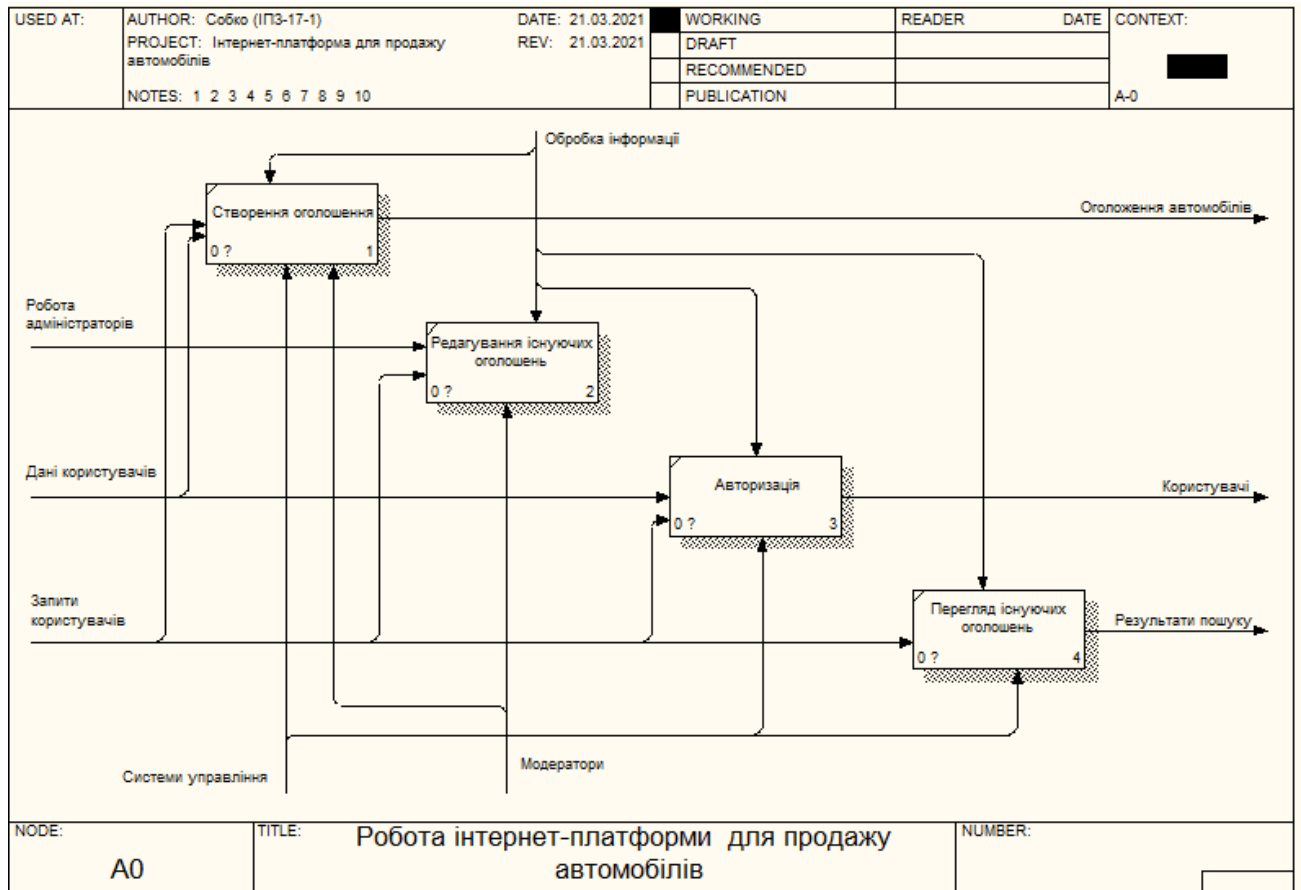 USED AT:
AUTHOR: Собко (ІПЗ-17-1)
DATE: 21.03.2021
PROJECT: Інтернет-платформа для продажу
автомобілів
REV: 21.03.2021
NOTES: 1 2 3 4 5 6 7 8 9 10
WORKING
DRAFT
RECOMMENDED
PUBLICATION
READER DATE
CONTEXT:
A-0
Обробка інформації
Створення оголошення
0 ? 1
Оголоження автомобілів
Робота
адміністраторів
Редагування існуючих
оголошень
0 ? 2
Дані користувачів
Авторизація
0 ? 3
Користувачі
Запити
користувачів
Перегляд існуючих
оголошень
0 ? 4
Результати пошуку
Системи управління
Модератори
NODE:
A0
TITLE:
Робота інтернет-платформи для продажу
автомобілів
NUMBER: